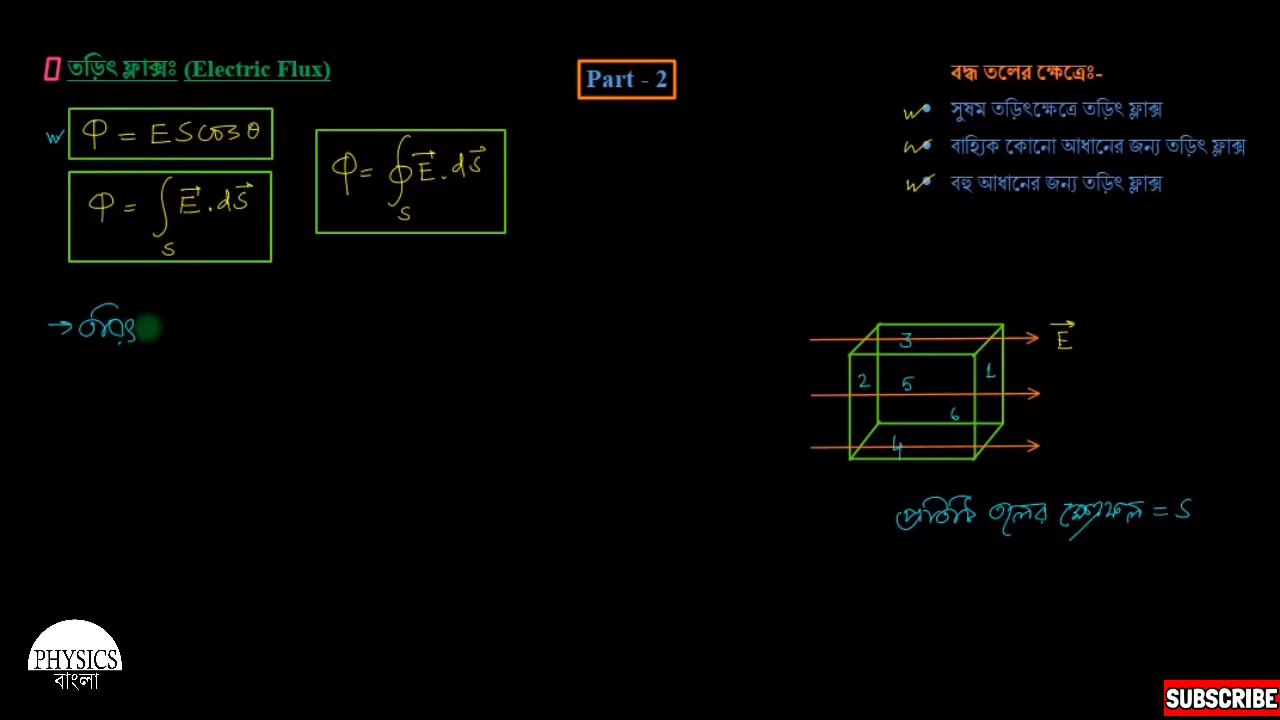 তড়িৎ ফ্লাক্সঃ (Electric Flux)
Part - 2
φ = E S cos θ
φ = ∫ₛ E⃗ . dS⃗
φ = ∮ₛ E⃗ . dS⃗
→ তরিৎ
বদ্ধ তলের ক্ষেত্রেঃ-
সুষম তড়িৎক্ষেত্রে তড়িৎ ফ্লাক্স
বাহ্যিক কোনো আধানের জন্য তড়িৎ ফ্লাক্স
বহু আধানের জন্য তড়িৎ ফ্লাক্স
3
E⃗
2
5
1
6
4
প্রতিটি তলের ক্ষেত্রফল = S
PHYSICS
বাংলা
SUBSCRIBE